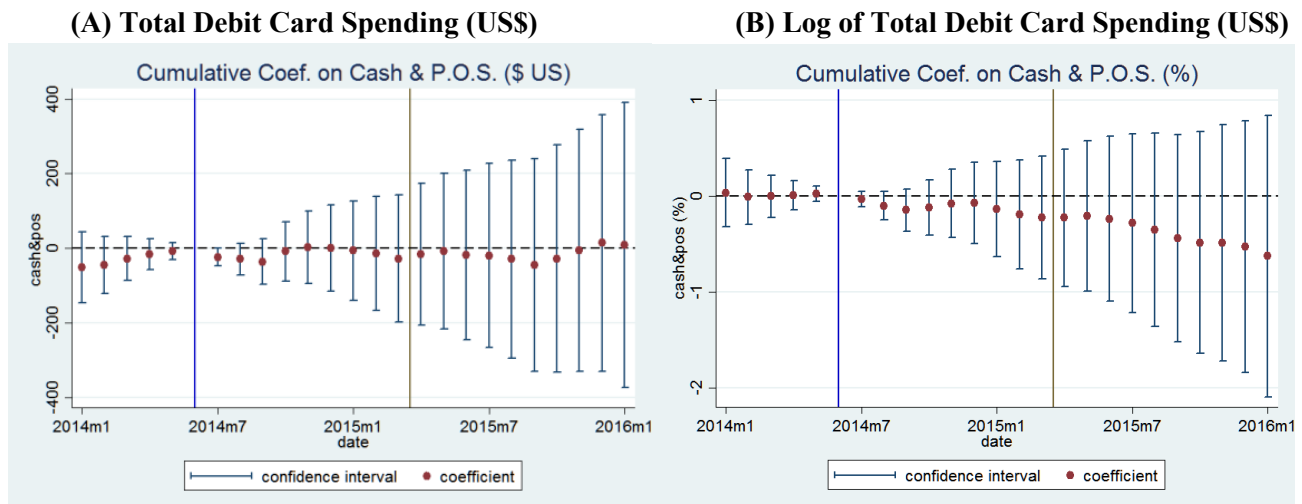 (A) Total Debit Card Spending (US$)
(B) Log of Total Debit Card Spending (US$)
Cumulative Coef. on Cash & P.O.S. ($ US)
cash&pos
400
200
0
-200
-400
2014m1
2014m7
2015m1
2015m7
2016m1
date
confidence interval
coefficient
Cumulative Coef. on Cash & P.O.S. (%)
cash&pos (%)
1
0
-1
-2
2014m1
2014m7
2015m1
2015m7
2016m1
date
confidence interval
coefficient